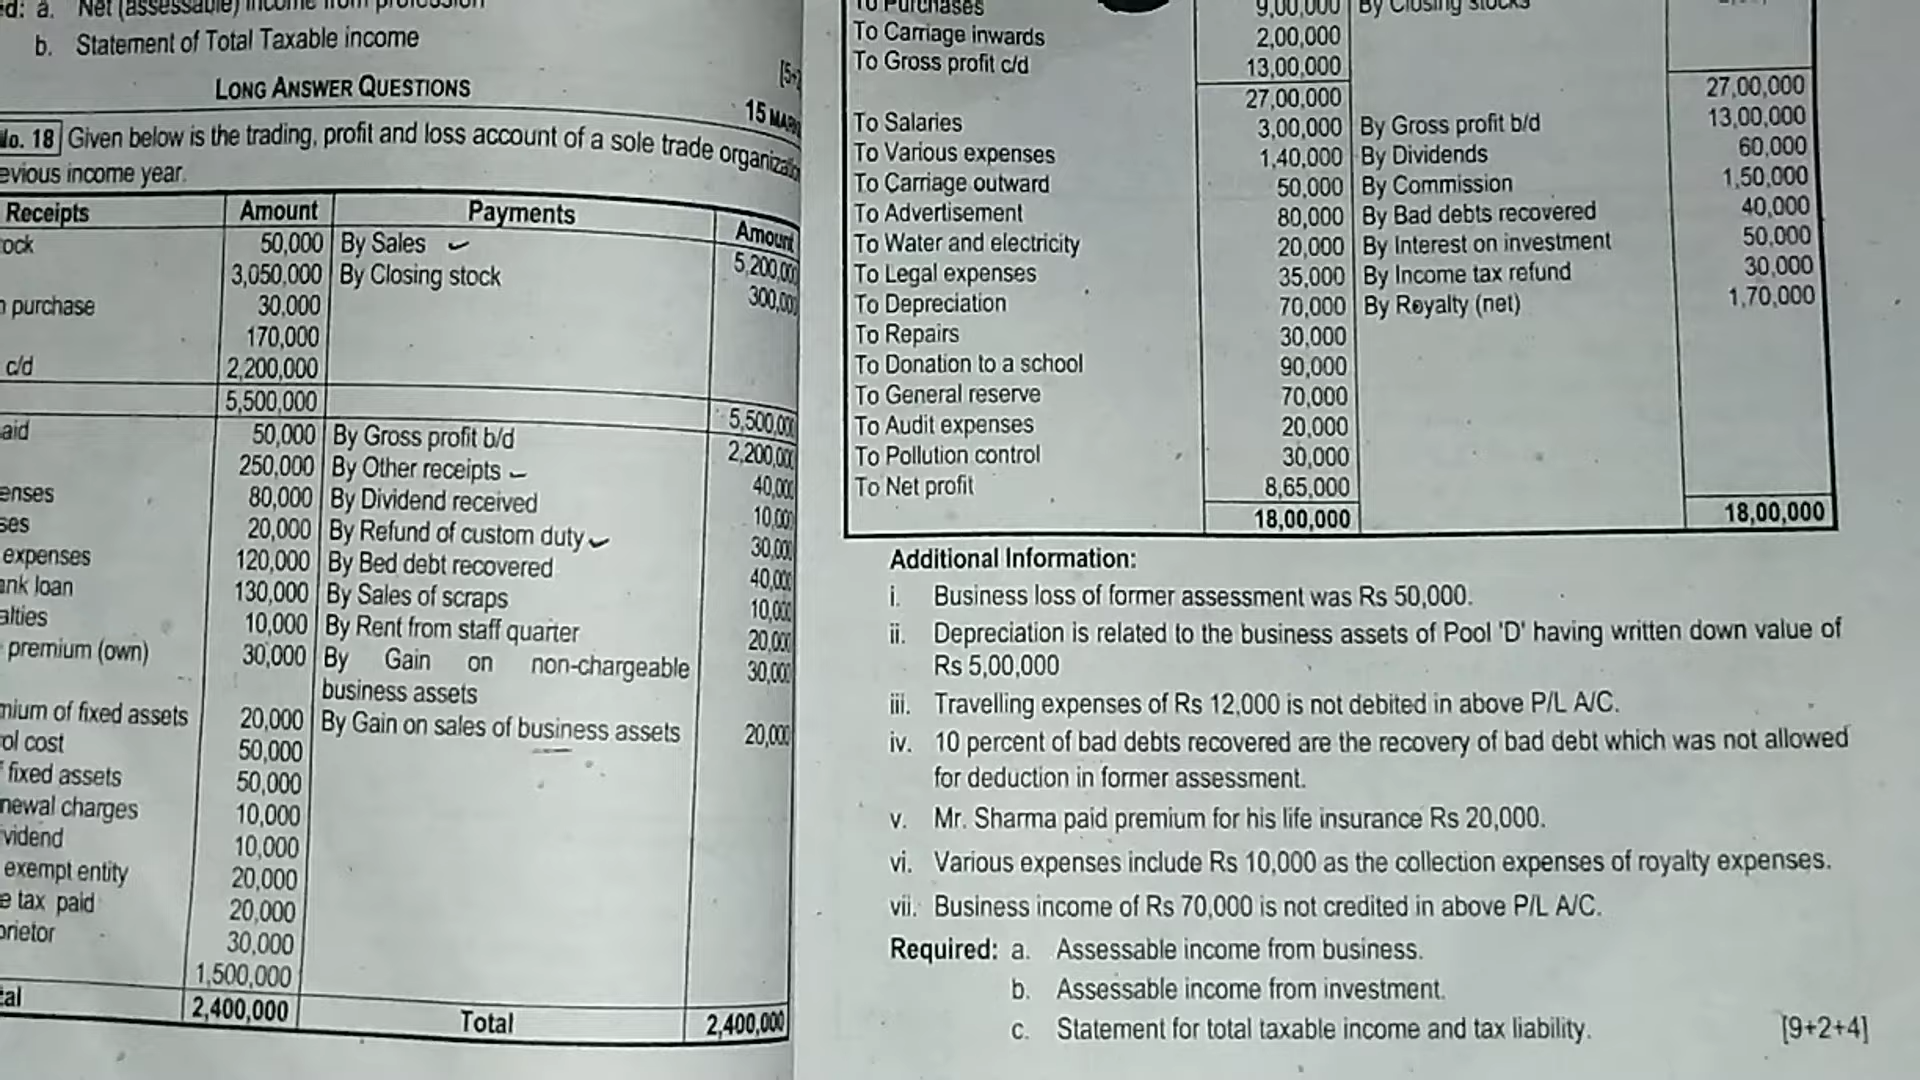 d: a. Net (assessable) income from profession
b. Statement of Total Taxable income
[5+
LONG ANSWER QUESTIONS
15 MARKS
No. 18 Given below is the trading, profit and loss account of a sole trade organization
evious income year.
Receipts Amount Payments Amount
ock 50,000 By Sales 5,200,000
3,050,000 By Closing stock 300,000
n purchase 30,000
170,000
c/d 2,200,000
5,500,000 5,500,000
aid 50,000 By Gross profit b/d 2,200,000
250,000 By Other receipts 40,000
enses 80,000 By Dividend received 10,000
ses 20,000 By Refund of custom duty 30,000
expenses 120,000 By Bed debt recovered 40,000
ank loan 130,000 By Sales of scraps 10,000
alties 10,000 By Rent from staff quarter 20,000
premium (own) 30,000 By Gain on non-chargeable 30,000
business assets
mium of fixed assets 20,000 By Gain on sales of business assets 20,000
ol cost 50,000
fixed assets 50,000
newal charges 10,000
vidend 10,000
exempt entity 20,000
e tax paid 20,000
prietor 30,000
1,500,000
tal 2,400,000 Total 2,400,000
To Purchases 9,00,000 By Closing stocks
To Carriage inwards 2,00,000
To Gross profit c/d 13,00,000
27,00,000 27,00,000
To Salaries 3,00,000 By Gross profit b/d 13,00,000
To Various expenses 1,40,000 By Dividends 60,000
To Carriage outward 50,000 By Commission 1,50,000
To Advertisement 80,000 By Bad debts recovered 40,000
To Water and electricity 20,000 By Interest on investment 50,000
To Legal expenses 35,000 By Income tax refund 30,000
To Depreciation 70,000 By Royalty (net) 1,70,000
To Repairs 30,000
To Donation to a school 90,000
To General reserve 70,000
To Audit expenses 20,000
To Pollution control 30,000
To Net profit 8,65,000
18,00,000 18,00,000
Additional Information:
i. Business loss of former assessment was Rs 50,000.
ii. Depreciation is related to the business assets of Pool 'D' having written down value of
Rs 5,00,000
iii. Travelling expenses of Rs 12,000 is not debited in above P/L A/C.
iv. 10 percent of bad debts recovered are the recovery of bad debt which was not allowed
for deduction in former assessment.
v. Mr. Sharma paid premium for his life insurance Rs 20,000.
vi. Various expenses include Rs 10,000 as the collection expenses of royalty expenses.
vii. Business income of Rs 70,000 is not credited in above P/L A/C.
Required: a. Assessable income from business.
b. Assessable income from investment.
c. Statement for total taxable income and tax liability. [9+2+4]